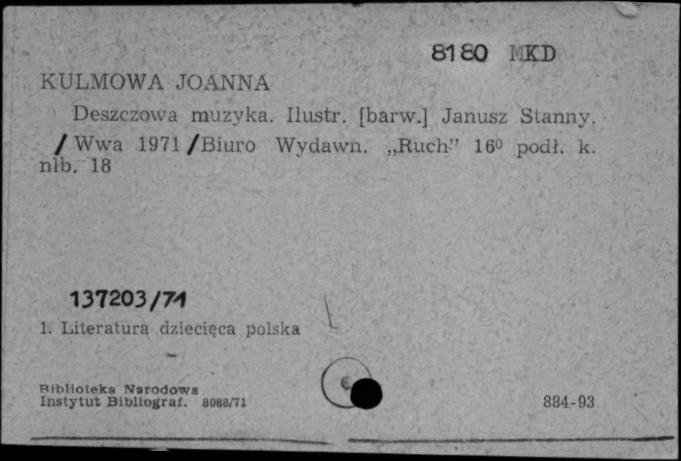 8180 MKD
KULMOWA JOANNA
Deszczowa muzyka. Ilustr. [barw.] Janusz Stanny.
/ Wwa 1971 / Biuro Wydawn. „Ruch” 16⁰ podł. k.
nlb. 18
137203/71
1. Literatura dziecięca polska
Biblioteka Narodowa
Instytut Bibliograf. 8088/71
884-93